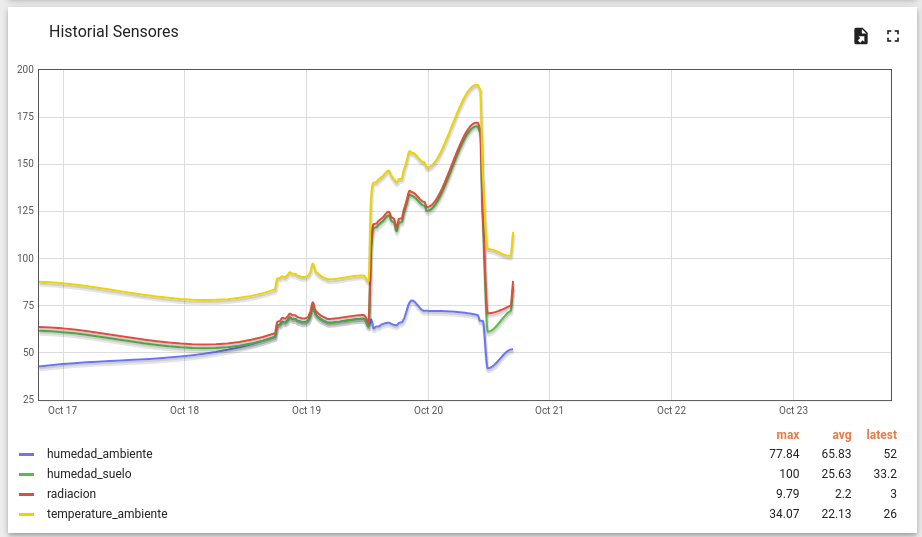 Historial Sensores
200
175
150
125
100
75
50
25
Oct 17 Oct 18 Oct 19 Oct 20 Oct 21 Oct 22 Oct 23
max avg latest
humedad_ambiente 77.84 65.83 52
humedad_suelo 100 25.63 33.2
radiacion 9.79 2.2 3
temperature_ambiente 34.07 22.13 26